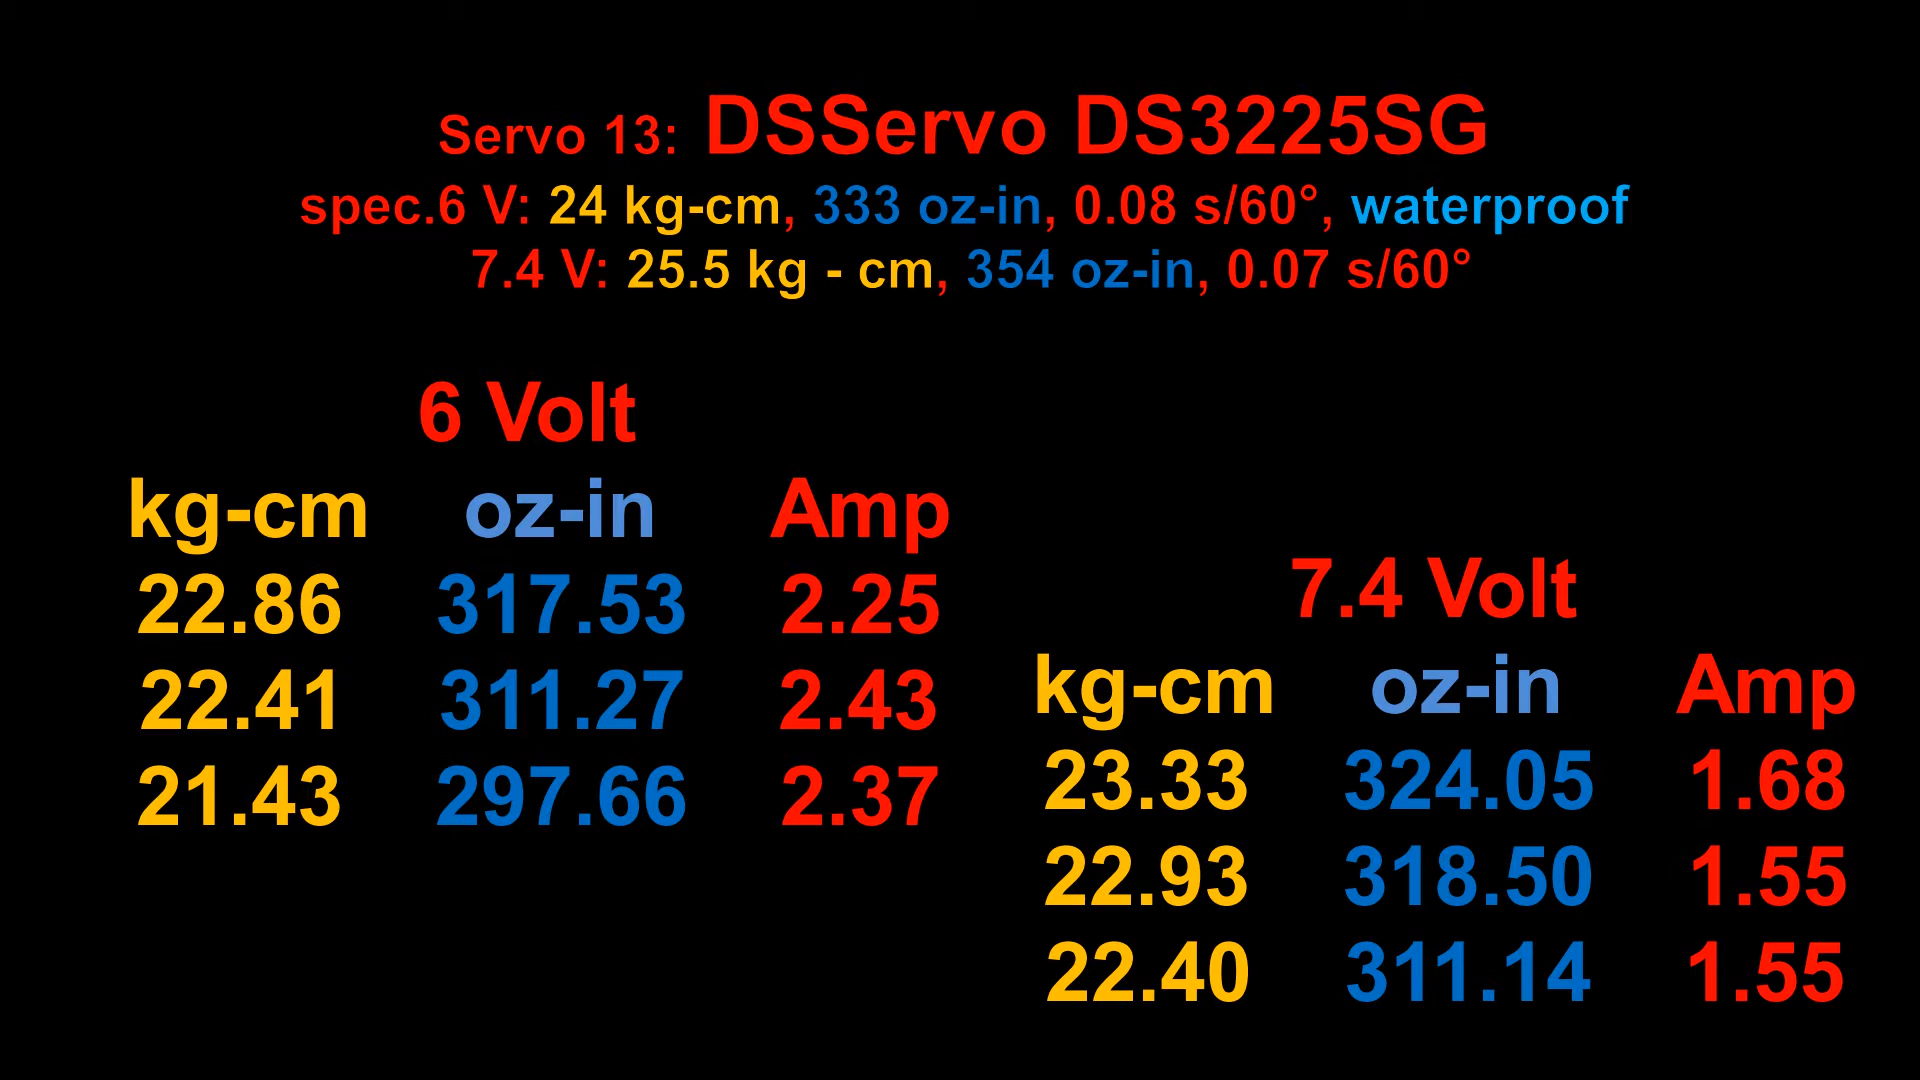 Servo 13: DSServo DS3225SG
spec.6 V: 24 kg-cm, 333 oz-in, 0.08 s/60°, waterproof
7.4 V: 25.5 kg - cm, 354 oz-in, 0.07 s/60°
6 Volt
kg-cm oz-in Amp
22.86 317.53 2.25
22.41 311.27 2.43
21.43 297.66 2.37
7.4 Volt
kg-cm oz-in Amp
23.33 324.05 1.68
22.93 318.50 1.55
22.40 311.14 1.55